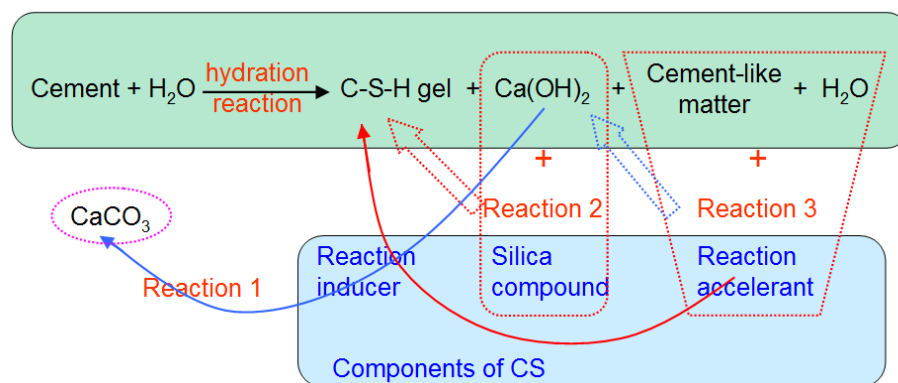 hydration
Cement + H₂O reaction C-S-H gel + Ca(OH)₂ + Cement-like matter + H₂O
+ +
CaCO₃
Reaction 2 Reaction 3
Reaction 1
Reaction inducer
Silica compound
Reaction accelerant
Components of CS